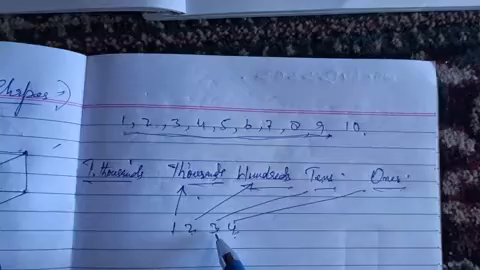 Shapes :)
1, 2, 3, 4, 5, 6, 7, 8, 9, 10.
T. thousands Thousands Hundreds Tens. Ones.
1 2 3 4